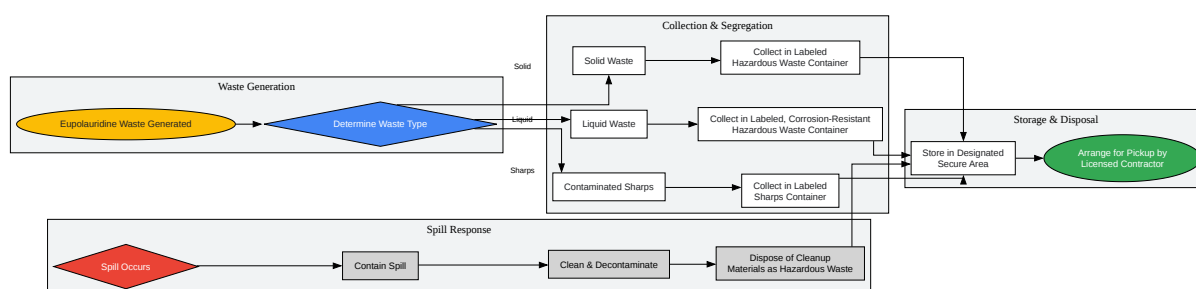 Waste Generation
Eupolauridine Waste Generated
Determine Waste Type
Solid
Liquid
Sharps
Collection & Segregation
Solid Waste
Collect in Labeled
Hazardous Waste Container
Liquid Waste
Collect in Labeled, Corrosion-Resistant
Hazardous Waste Container
Contaminated Sharps
Collect in Labeled
Sharps Container
Storage & Disposal
Store in Designated
Secure Area
Arrange for Pickup by
Licensed Contractor
Spill Response
Spill Occurs
Contain Spill
Clean & Decontaminate
Dispose of Cleanup
Materials as Hazardous Waste